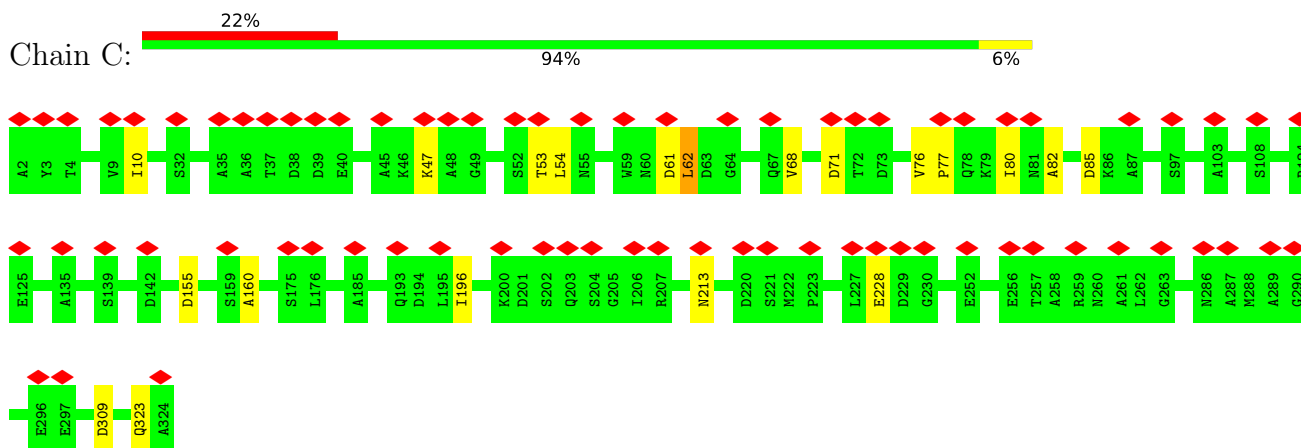 22%
Chain C:
94%
6%
A2 Y3 T4 V9 I10 S32 A35 A36 T37 D38 D39 E40 A45 K46 K47 A48 G49 S52 T53 L54 N55 W59 N60 D61 L62 D63 G64 Q67 V68 D71 T72 D73 V76 P77 Q78 K79 I80 N81 A82 D85 K86 A87 S97 A103 S108
E125 A135 S139 D142 D155 S159 A160 S175 L176 A185 Q193 D194 L195 I196 K200 D201 S202 Q203 S204 G205 I206 R207 N213 D220 S221 M222 P223 L227 E228 D229 G230 E252 E256 T257 A258 R259 N260 A261 L262 G263 N286 A287 M288 A289 G290
E296 E297 D309 Q323 A324